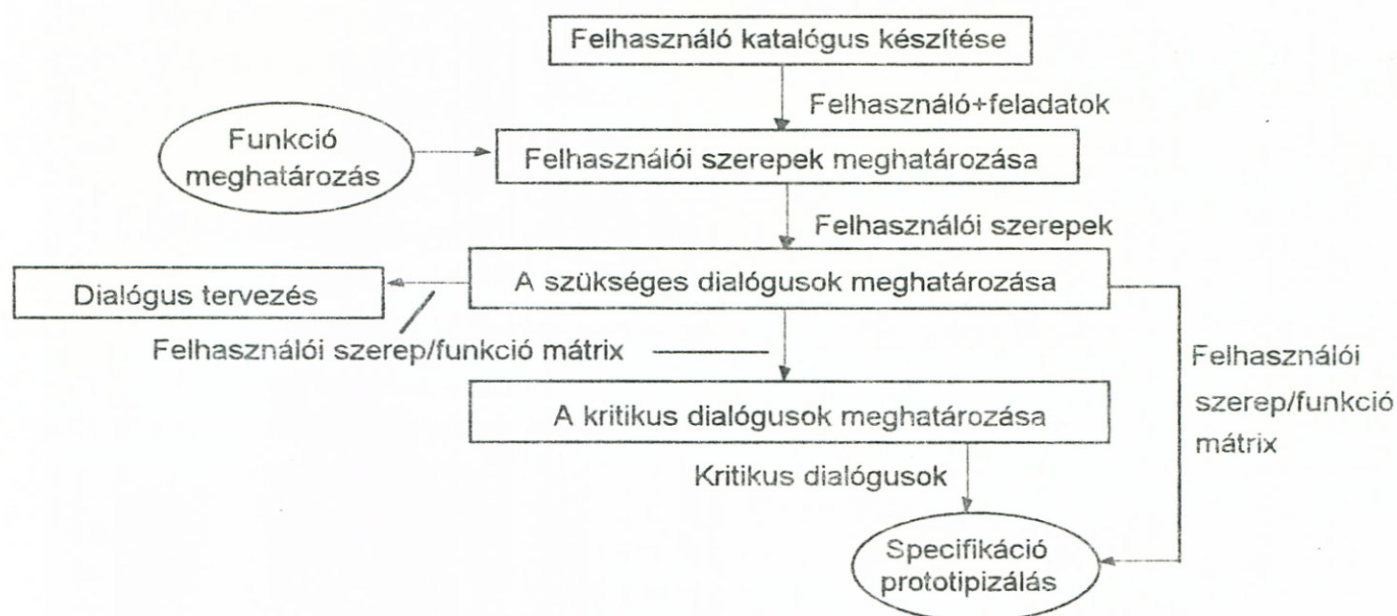 Felhasználó katalógus készítése
Felhasználó+feladatok
Funkció
meghatározás
Felhasználói szerepek meghatározása
Felhasználói szerepek
A szükséges dialógusok meghatározása
Dialógus tervezés
Felhasználói szerep/funkció mátrix
Felhasználói
szerep/funkció
mátrix
A kritikus dialógusok meghatározása
Kritikus dialógusok
Specifikáció
prototipizálás